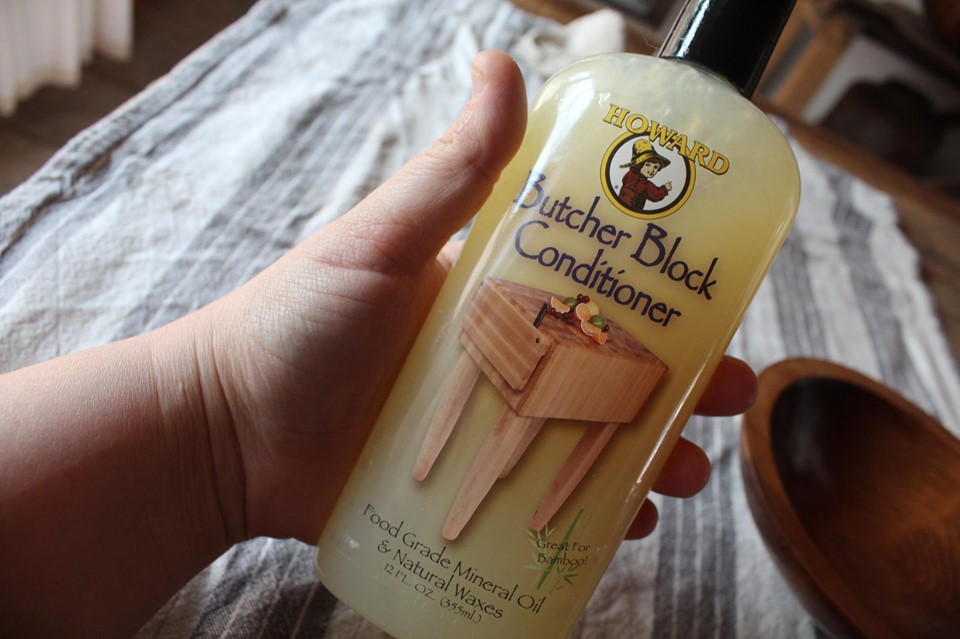 HOWARD
Butcher Block
Conditioner
Great For
Bamboo!
Food Grade Mineral Oil
& Natural Waxes
12 FL. OZ. (355ml.)